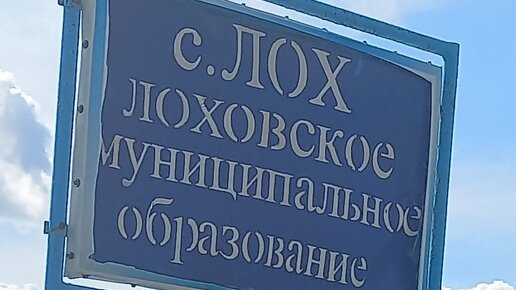 с.ЛОХ
ЛОХОВСКОЕ
муниципальное
образование